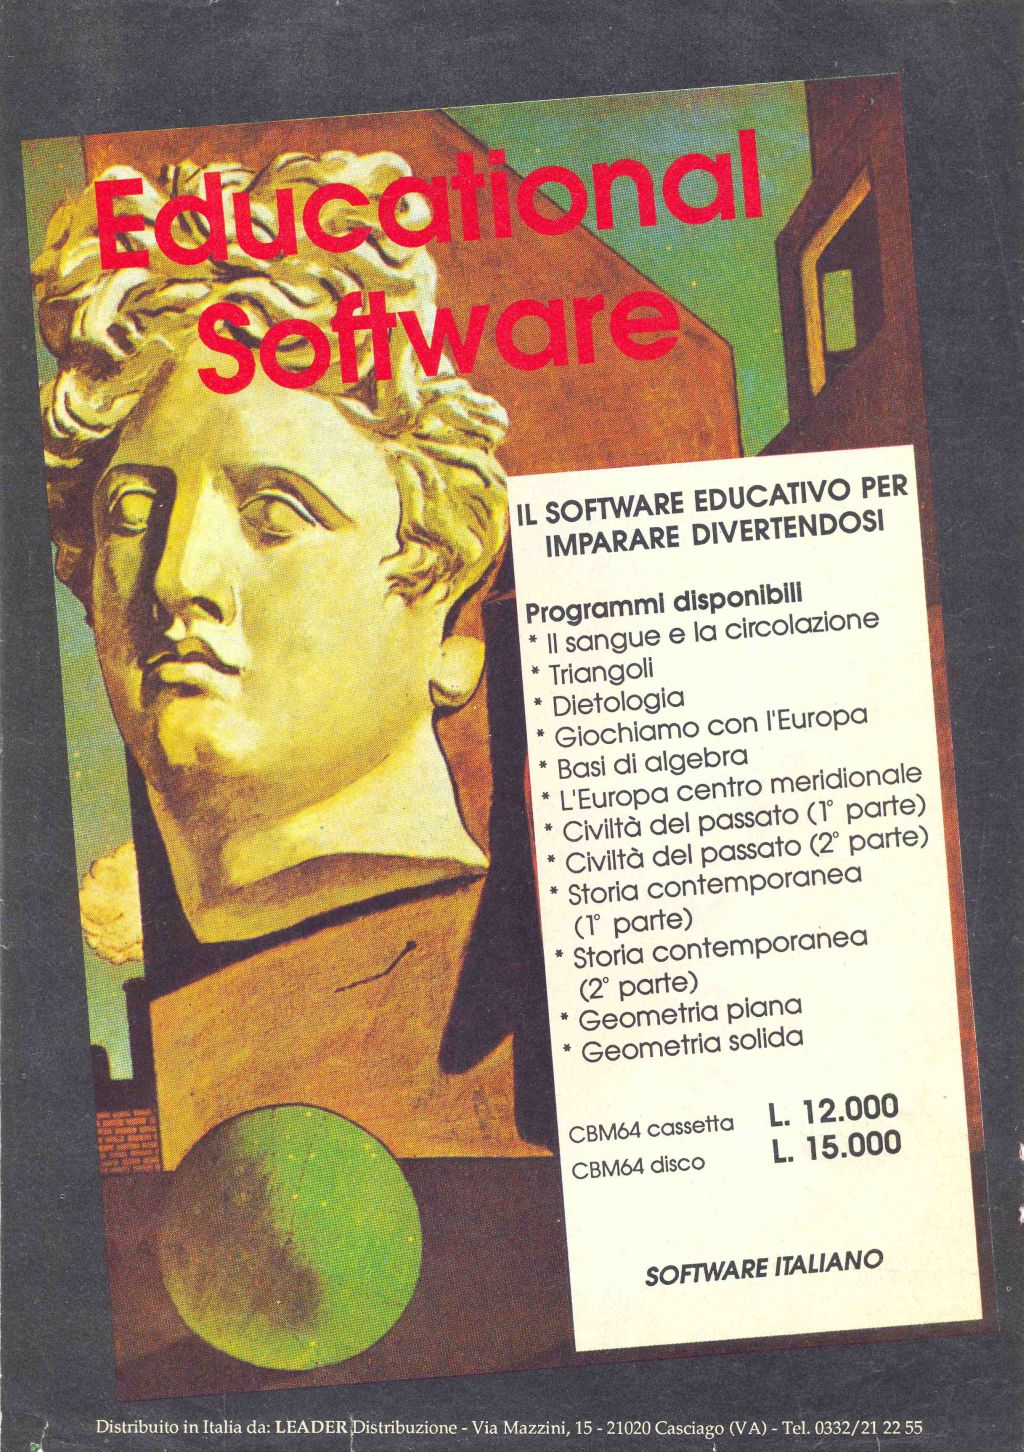 Educational
Software
IL SOFTWARE EDUCATIVO PER
IMPARARE DIVERTENDOSI
Programmi disponibili
* Il sangue e la circolazione
* Triangoli
* Dietologia
* Giochiamo con l'Europa
* Basi di algebra
* L'Europa centro meridionale
* Civiltà del passato (1° parte)
* Civiltà del passato (2° parte)
* Storia contemporanea
(1° parte)
* Storia contemporanea
(2° parte)
* Geometria piana
* Geometria solida
CBM64 cassetta L. 12.000
CBM64 disco L. 15.000
SOFTWARE ITALIANO
Distribuito in Italia da: LEADER Distribuzione - Via Mazzini, 15 - 21020 Casciago (VA) - Tel. 0332/21 22 55